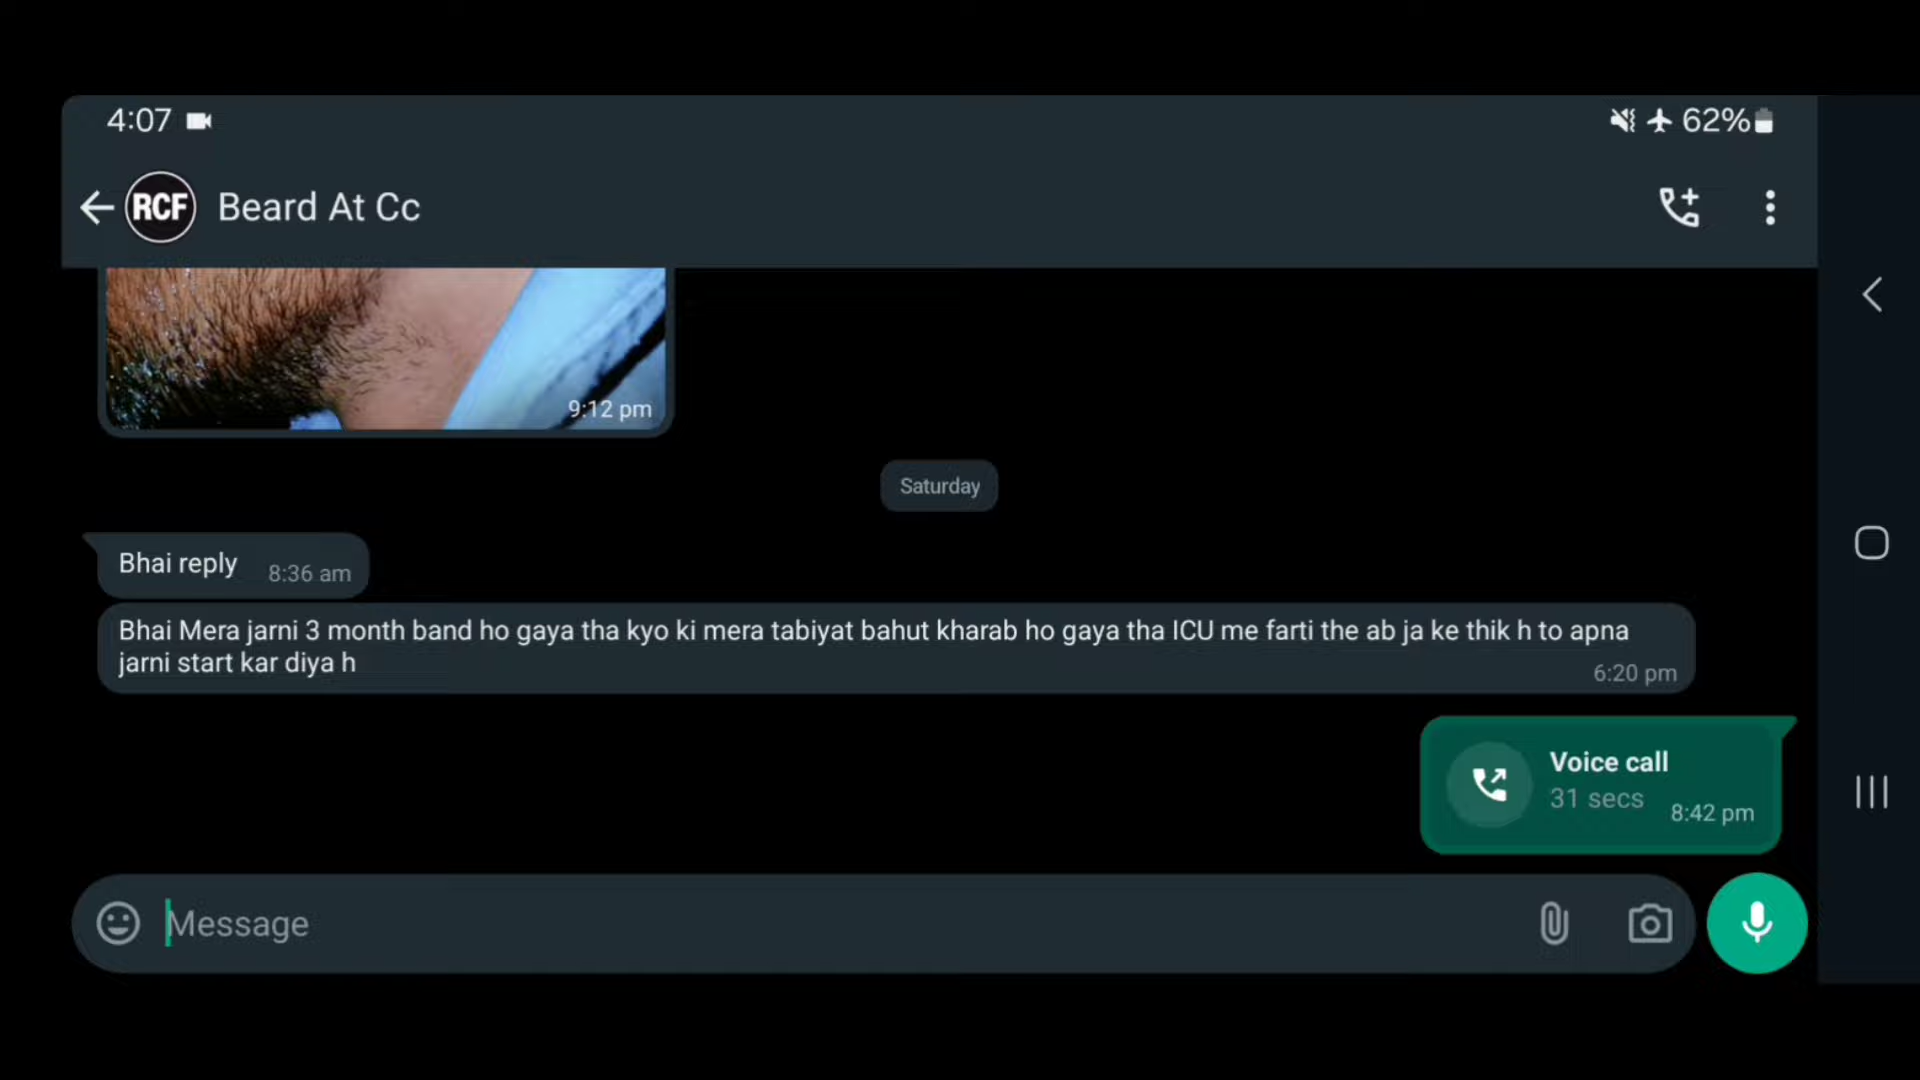 4:07 62%
RCF Beard At Cc
9:12 pm
Saturday
Bhai reply 8:36 am
Bhai Mera jarni 3 month band ho gaya tha kyo ki mera tabiyat bahut kharab ho gaya tha ICU me farti the ab ja ke thik h to apna
jarni start kar diya h
6:20 pm
Voice call
31 secs
8:42 pm
Message